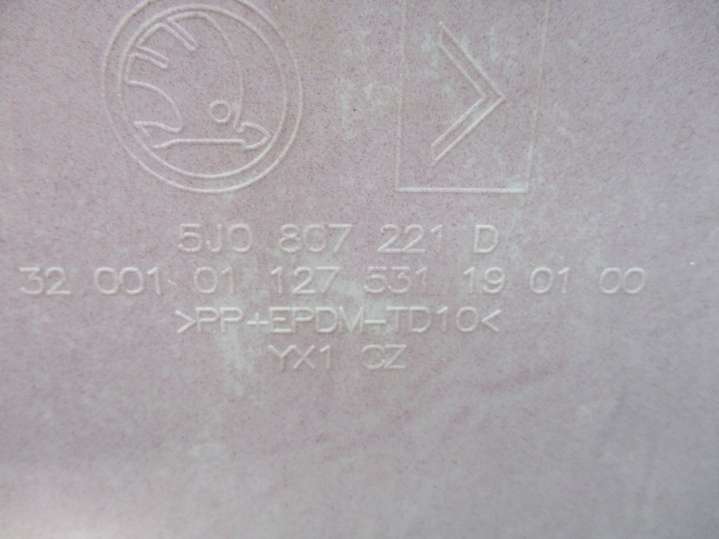 5J0 807 221 D
32 001 01 127 531 19 01 00
>PP+EPDM-TD10<
YX1 CZ